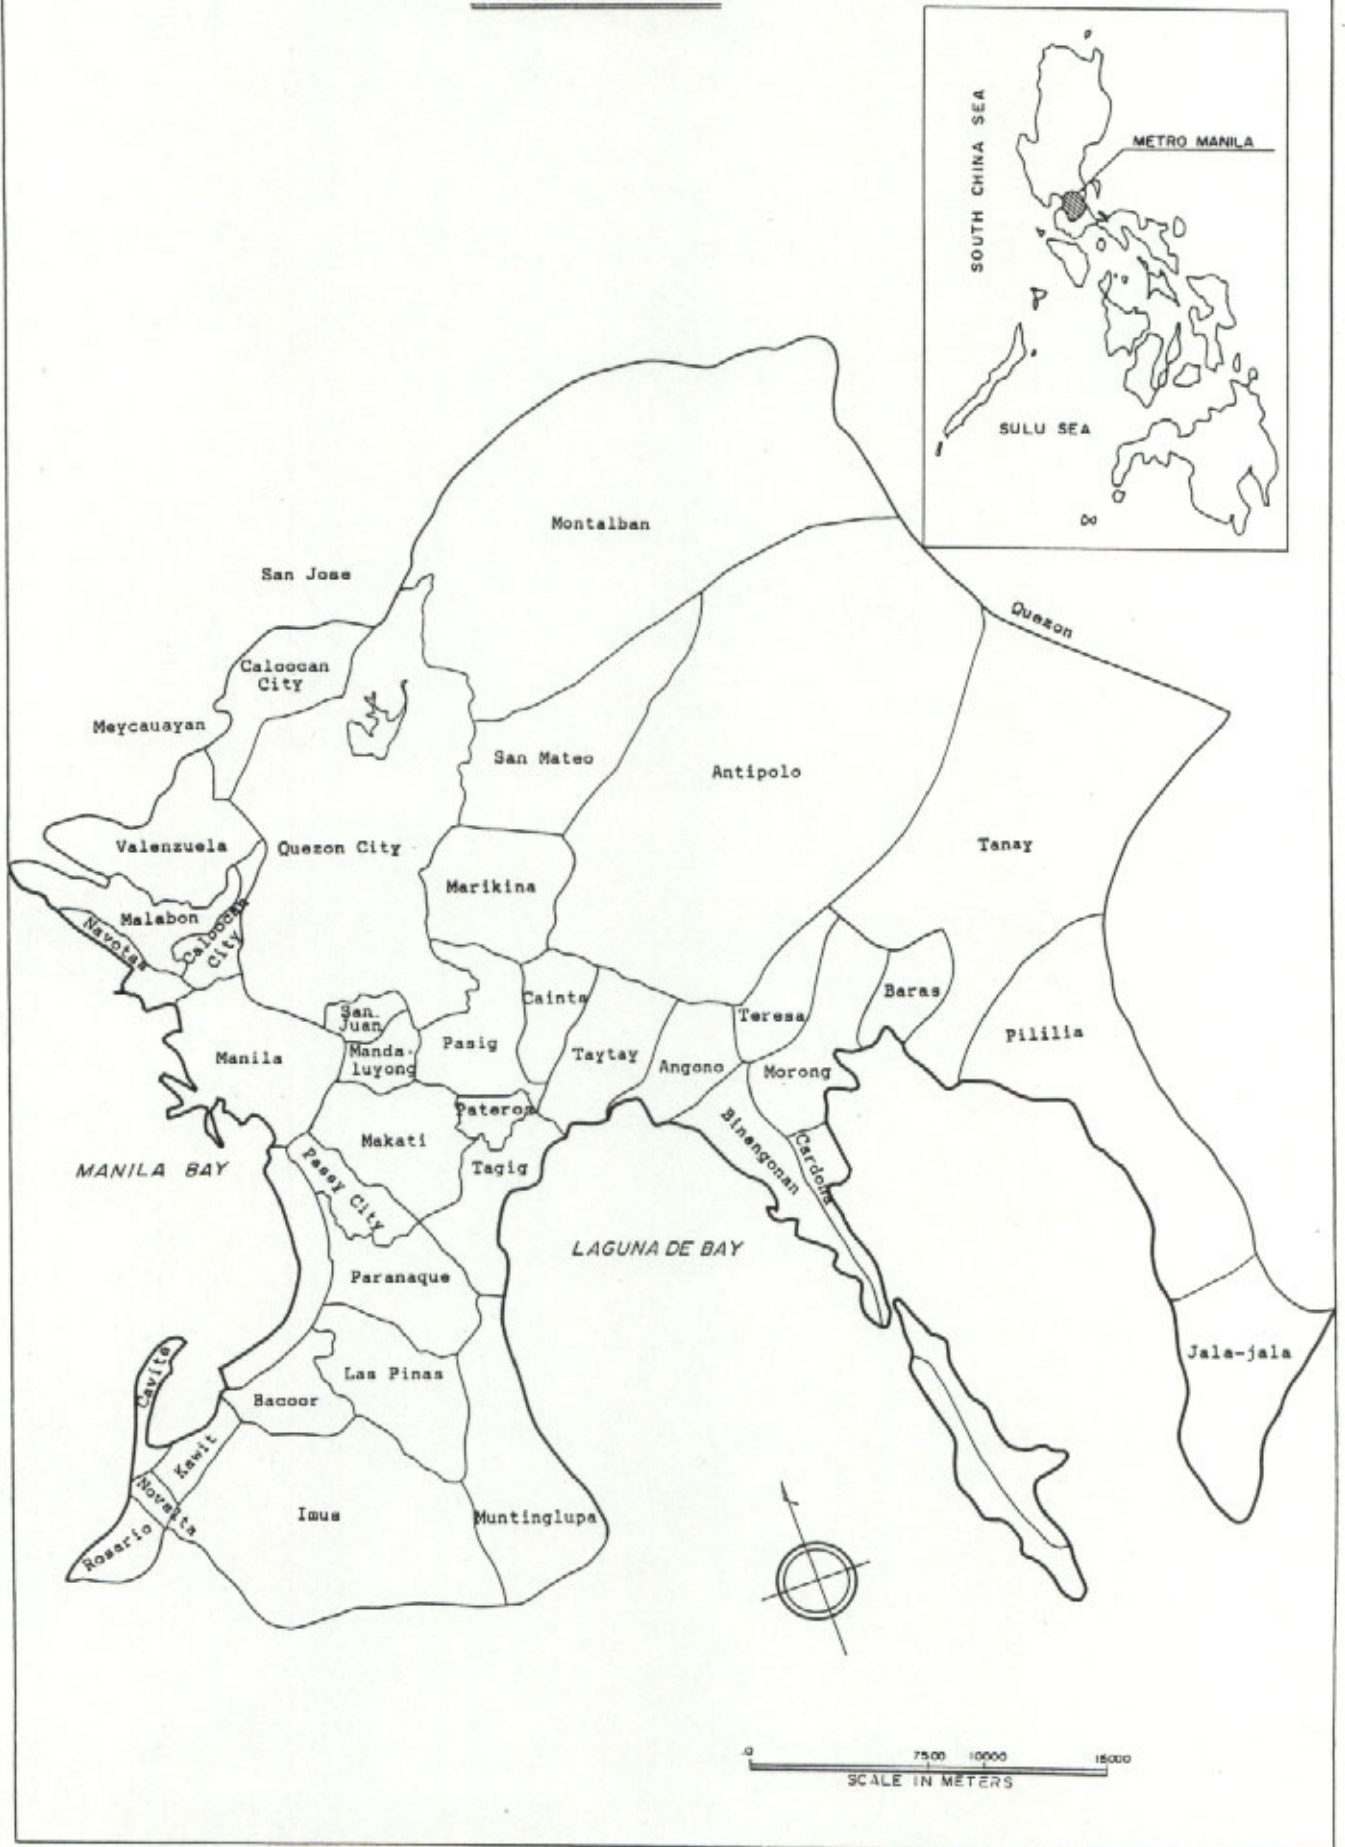 SOUTH CHINA SEA
METRO MANILA
SULU SEA
Montalban
San Jose
Quezon
Caloocan
City
Meycauayan
San Mateo
Antipolo
Valenzuela
Quezon City
Tanay
Marikina
Malabon
Navotas
Caloocan
City
Cainta
Baras
San
Juan
Teresa
Pasig
Pililia
Manila
Manda-
luyong
Taytay
Angono
Morong
Pateros
Makati
Binangonan
Cardona
MANILA BAY
Pasay City
Tagig
LAGUNA DE BAY
Paranaque
Cavite
Las Pinas
Jala-jala
Bacoor
Kawit
Novalta
Imus
Muntinglupa
Rosario
0 7500 10000 15000
SCALE IN METERS